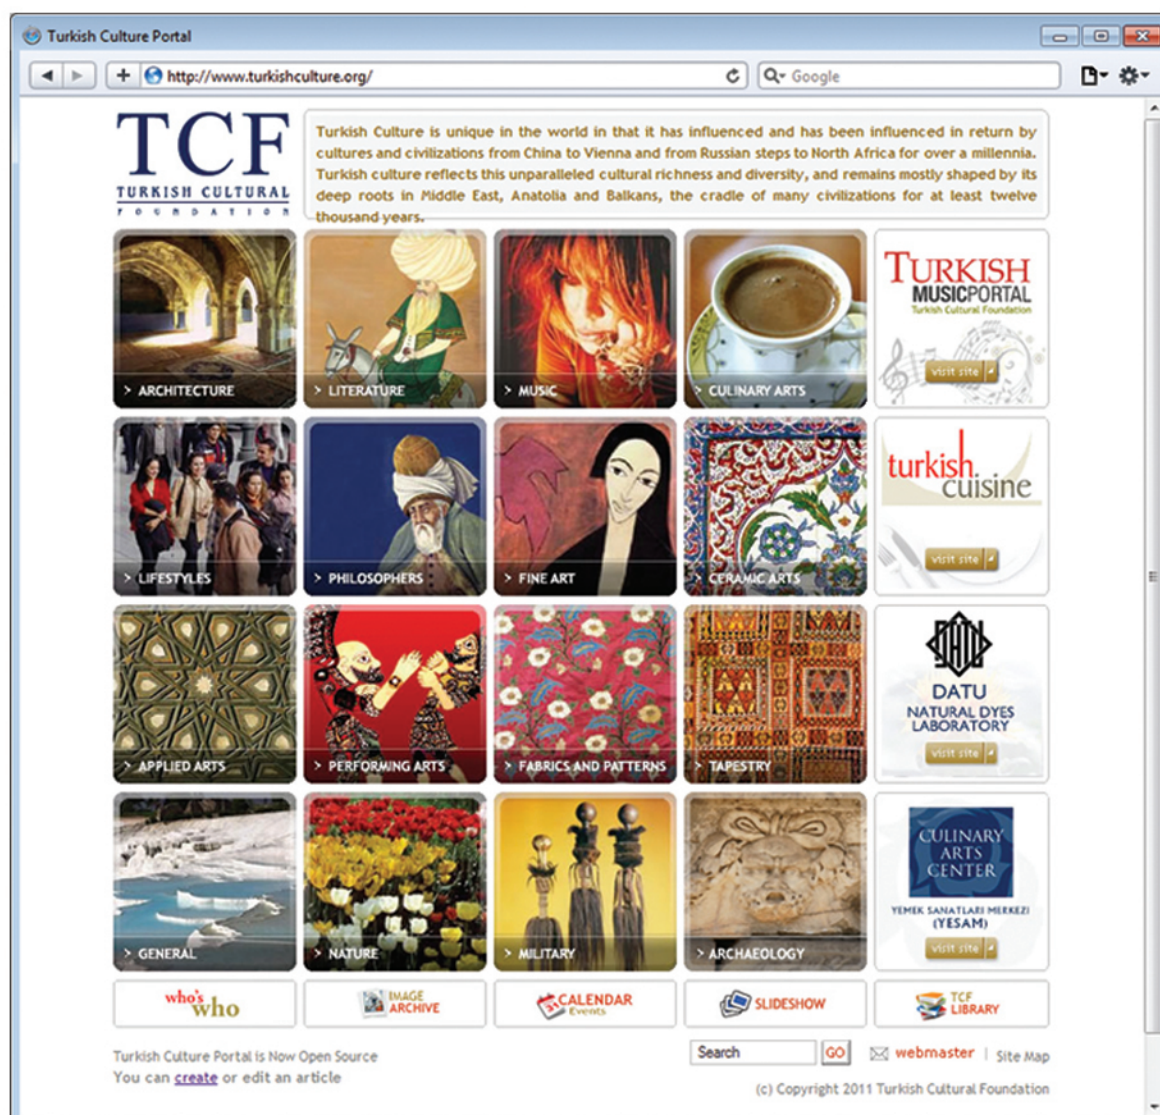 Turkish Culture Portal
http://www.turkishculture.org/
Google
TCF
TURKISH CULTURAL
FOUNDATION
Turkish Culture is unique in the world in that it has influenced and has been influenced in return by
cultures and civilizations from China to Vienna and from Russian steps to North Africa for over a millennia.
Turkish culture reflects this unparalleled cultural richness and diversity, and remains mostly shaped by its
deep roots in Middle East, Anatolia and Balkans, the cradle of many civilizations for at least twelve
thousand years.
> ARCHITECTURE
> LITERATURE
> MUSIC
> CULINARY ARTS
TURKISH
MUSICPORTAL
Turkish Cultural Foundation
visit site
> LIFESTYLES
> PHILOSOPHERS
> FINE ART
> CERAMIC ARTS
turkish
cuisine
visit site
> APPLIED ARTS
> PERFORMING ARTS
> FABRICS AND PATTERNS
> TAPESTRY
DATU
DATU
NATURAL DYES
LABORATORY
visit site
> GENERAL
> NATURE
> MILITARY
> ARCHAEOLOGY
CULINARY
ARTS
CENTER
YEMEK SANATLARI MERKEZI
(YESAM)
visit site
who's
who
IMAGE
ARCHIVE
CALENDAR
Events
SLIDESHOW
TCF
LIBRARY
Turkish Culture Portal is Now Open Source
You can create or edit an article
Search
GO
webmaster | Site Map
(c) Copyright 2011 Turkish Cultural Foundation